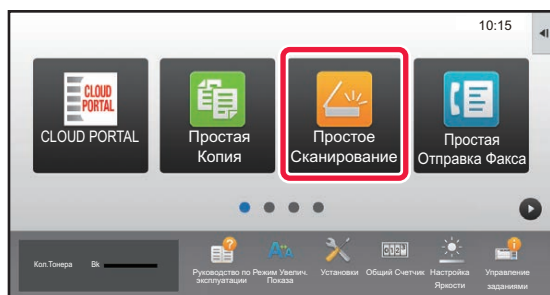 10:15
CLOUD
PORTAL
CLOUD PORTAL
Простая
Копия
Простое
Сканирование
Простая
Отправка Факса
Кол.Тонера
Bk
Руководство по
эксплуатации
Режим Увелич.
Показа
Установки
Общий Счетчик
Настройка
Яркости
Управление
заданиями